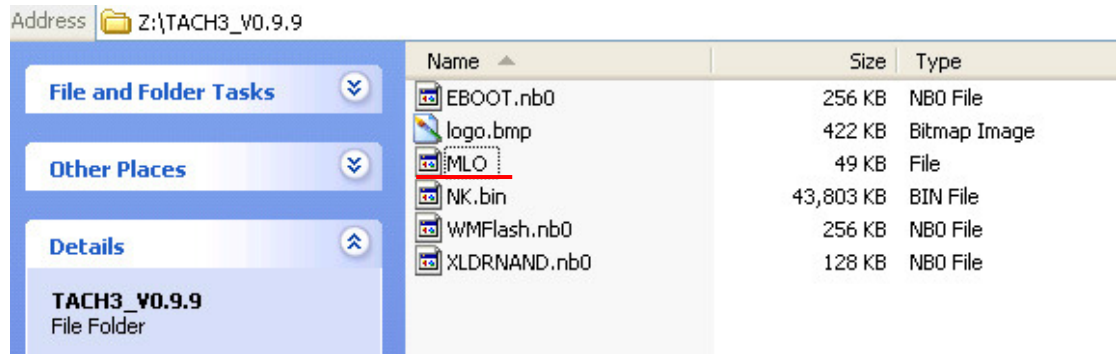 Address Z:\TACH3_V0.9.9
File and Folder Tasks
Other Places
Details
TACH3_V0.9.9
File Folder
Name Size Type
EBOOT.nb0 256 KB NB0 File
logo.bmp 422 KB Bitmap Image
MLO 49 KB File
NK.bin 43,803 KB BIN File
WMFlash.nb0 256 KB NB0 File
XLDRNAND.nb0 128 KB NB0 File